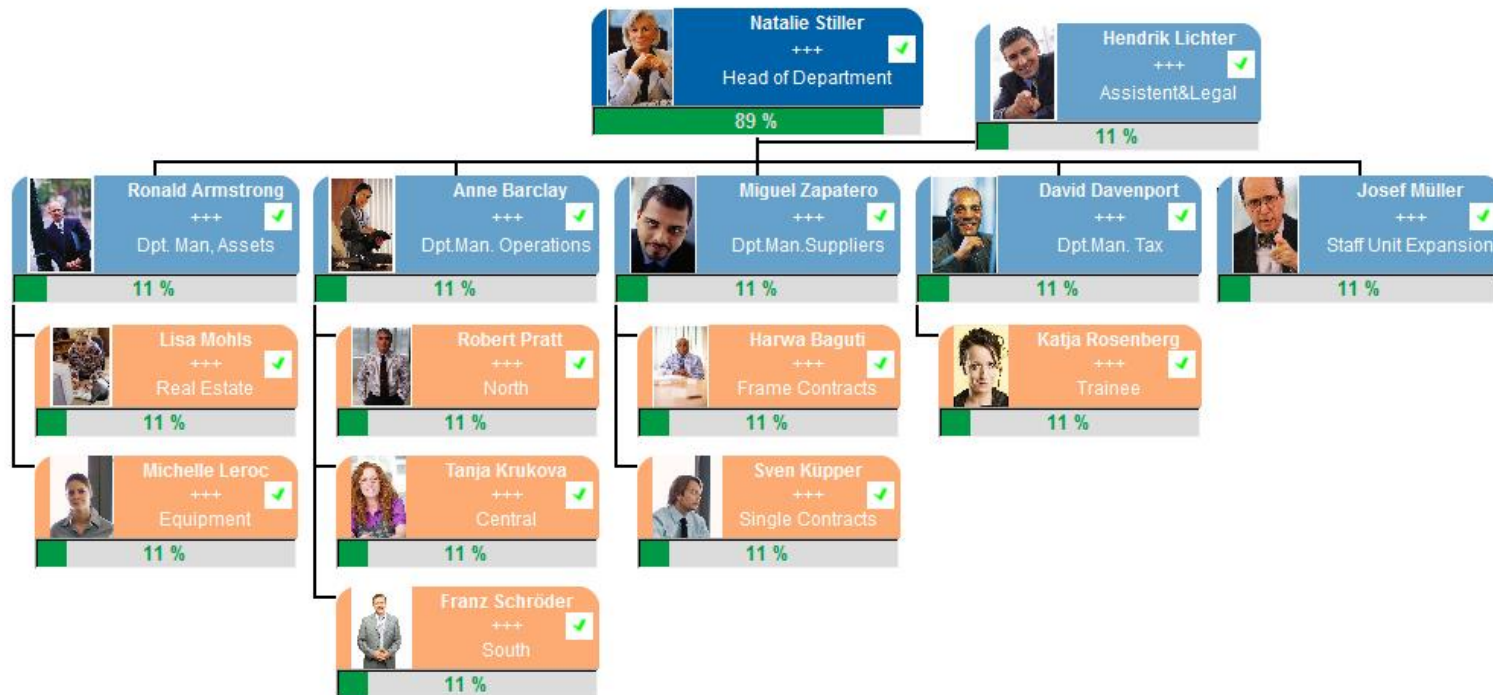 Natalie Stiller
+++
Head of Department
89 %
Hendrik Lichter
+++
Assistent&Legal
11 %
Ronald Armstrong
+++
Dpt. Man, Assets
11 %
Anne Barclay
+++
Dpt.Man. Operations
11 %
Miguel Zapatero
+++
Dpt.Man.Suppliers
11 %
David Davenport
+++
Dpt.Man. Tax
11 %
Josef Müller
+++
Staff Unit Expansion
11 %
Lisa Mohls
+++
Real Estate
11 %
Robert Pratt
+++
North
11 %
Harwa Baguti
+++
Frame Contracts
11 %
Katja Rosenberg
+++
Trainee
11 %
Michelle Leroc
+++
Equipment
11 %
Tanja Krukova
+++
Central
11 %
Sven Küpper
+++
Single Contracts
11 %
Franz Schröder
+++
South
11 %